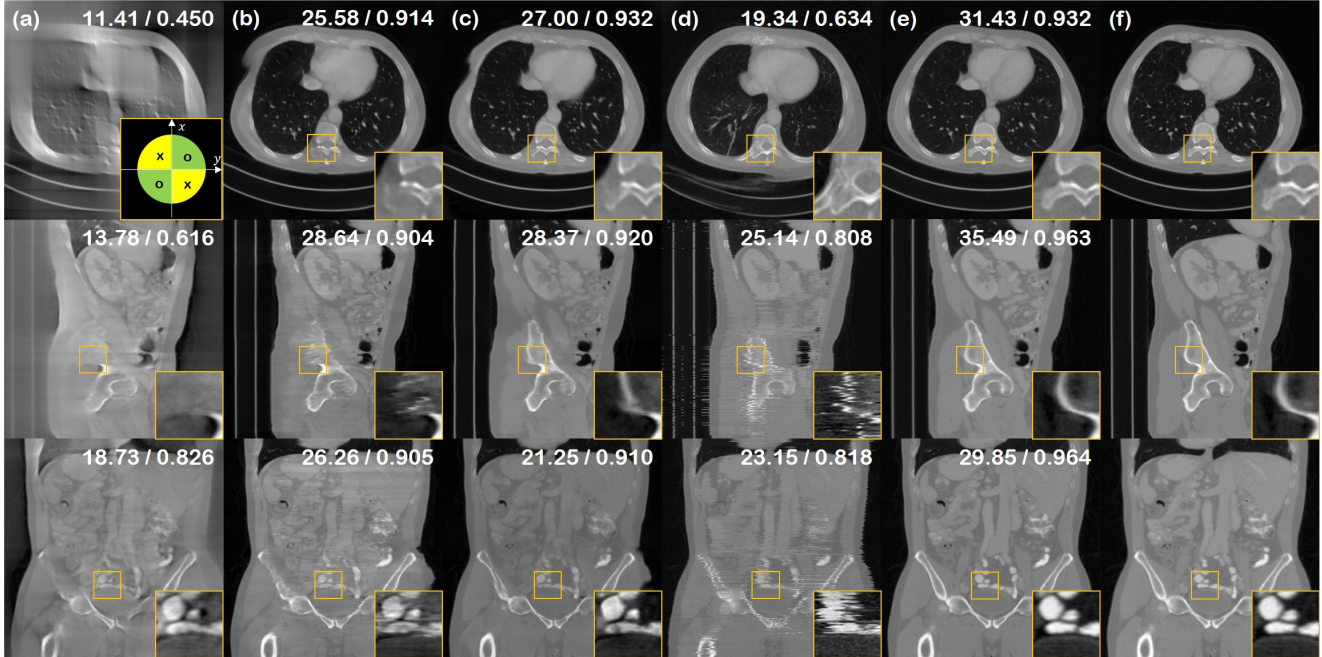 (a) 11.41 / 0.450 (b) 25.58 / 0.914 (c) 27.00 / 0.932 (d) 19.34 / 0.634 (e) 31.43 / 0.932 (f)
x
x o y
o x
13.78 / 0.616 28.64 / 0.904 28.37 / 0.920 25.14 / 0.808 35.49 / 0.963
18.73 / 0.826 26.26 / 0.905 21.25 / 0.910 23.15 / 0.818 29.85 / 0.964